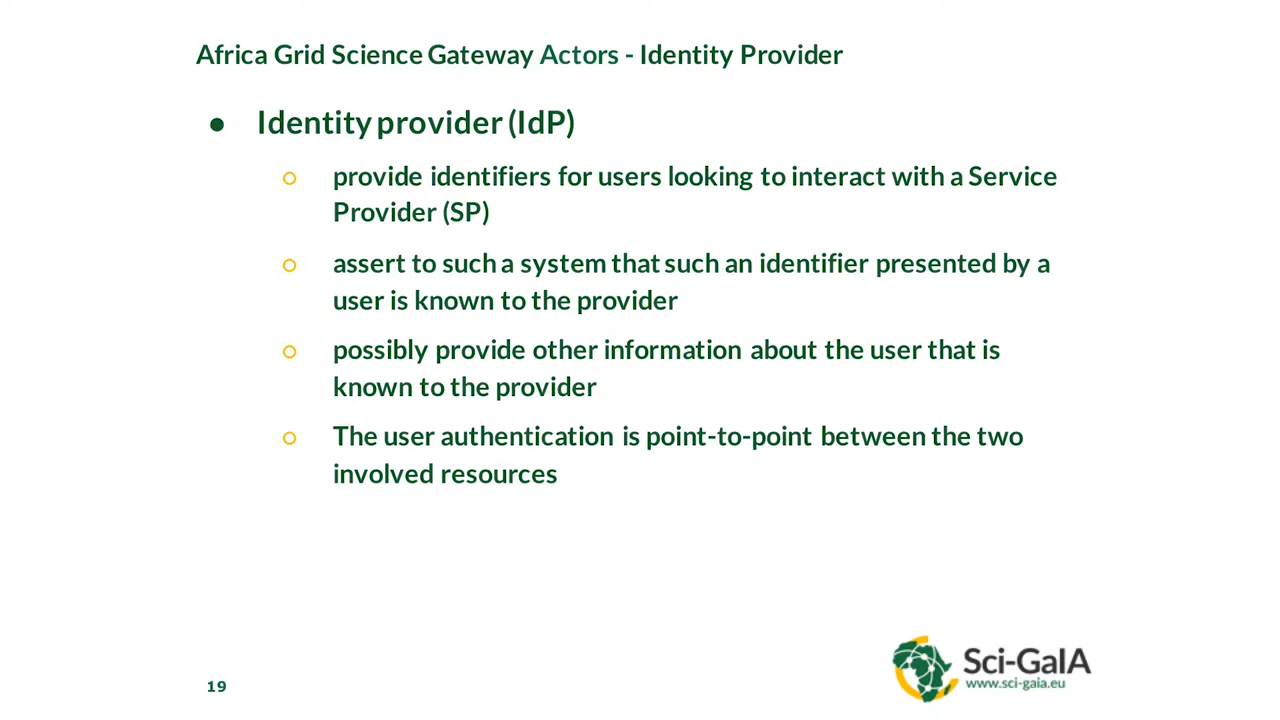 Africa Grid Science Gateway Actors - Identity Provider
● Identity provider (IdP)
○ provide identifiers for users looking to interact with a Service
Provider (SP)
○ assert to such a system that such an identifier presented by a
user is known to the provider
○ possibly provide other information about the user that is
known to the provider
○ The user authentication is point-to-point between the two
involved resources
Sci-GaIA
www.sci-gaia.eu
19